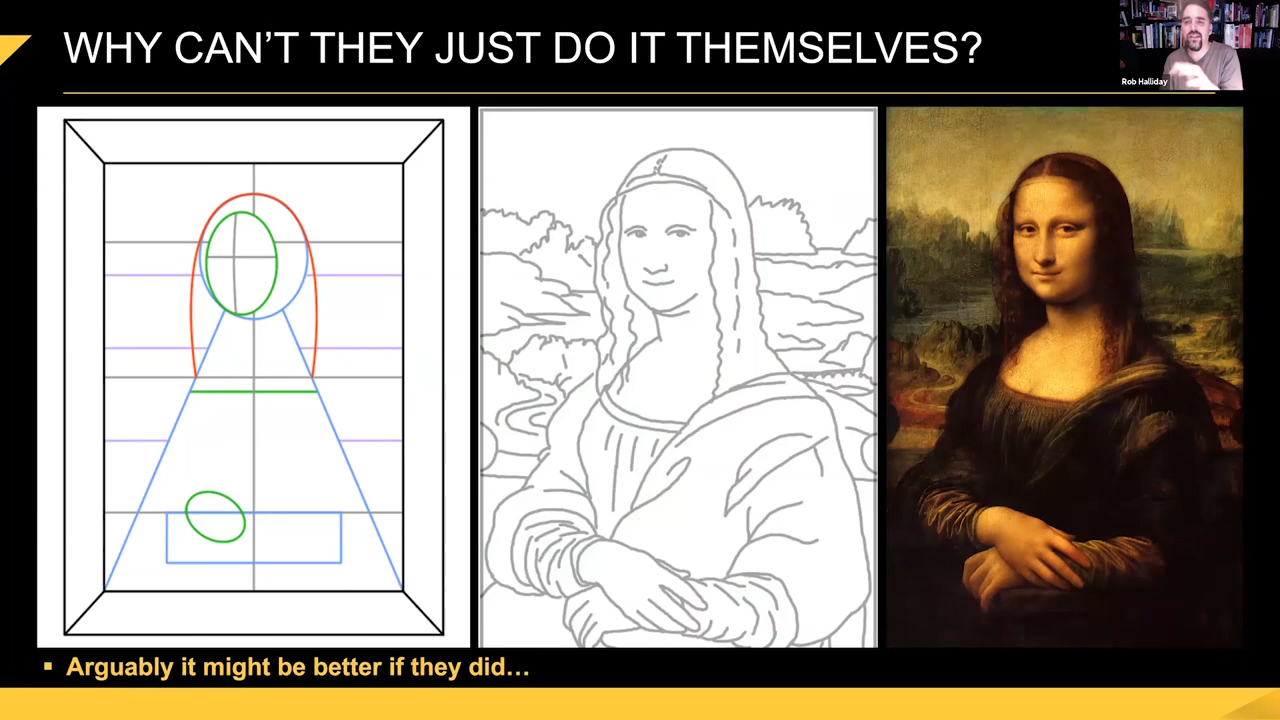 WHY CAN'T THEY JUST DO IT THEMSELVES?
Rob Halliday
▪ Arguably it might be better if they did...